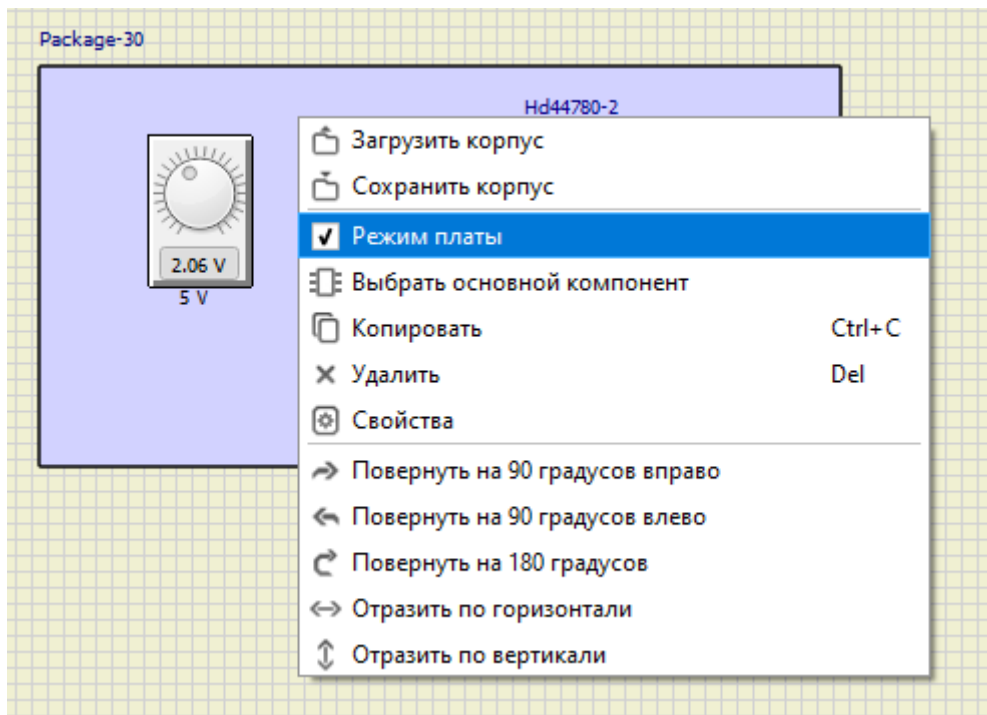 Package-30
Hd44780-2
2.06 V
5 V
Загрузить корпус
Сохранить корпус
Режим платы
Выбрать основной компонент
Копировать Ctrl+C
Удалить Del
Свойства
Повернуть на 90 градусов вправо
Повернуть на 90 градусов влево
Повернуть на 180 градусов
Отразить по горизонтали
Отразить по вертикали